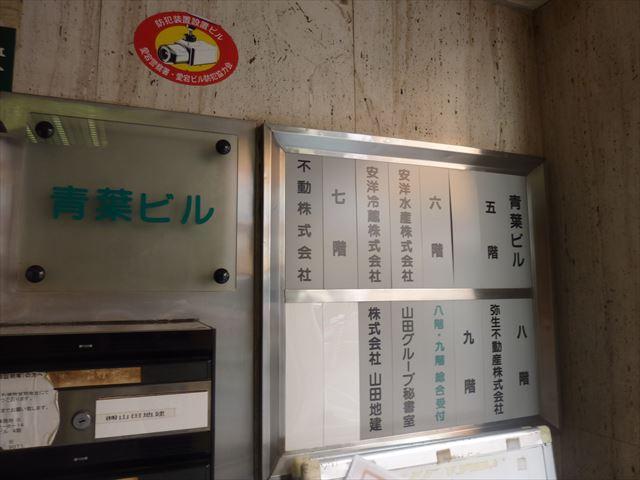 防犯装置設置ビル
愛宕警察署・愛宕ビル防犯協力会
青葉ビル
青葉ビル
五階
六階
安洋水産株式会社
安洋冷蔵株式会社
七階
不動株式会社
八階
弥生不動産株式会社
九階
八階・九階 総合受付
山田グループ秘書室
株式会社 山田地建
㈱山田地建